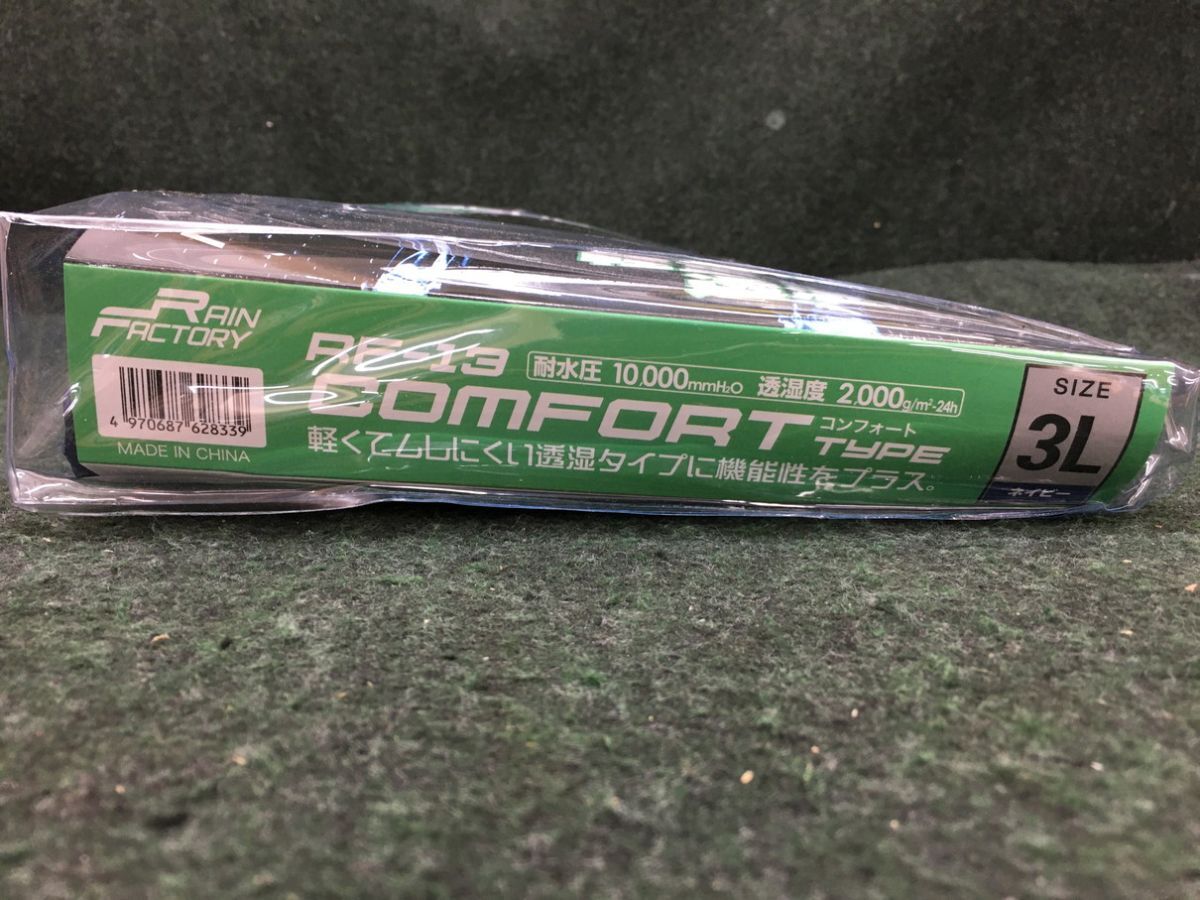 RAIN
FACTORY
4 970687 628339
MADE IN CHINA
RF-13
耐水圧 10,000mmH₂O 透湿度 2,000g/m²-24h
COMFORT TYPE
コンフォート
軽くてムレにくい透湿タイプに機能性をプラス。
SIZE
3L
ネイビー